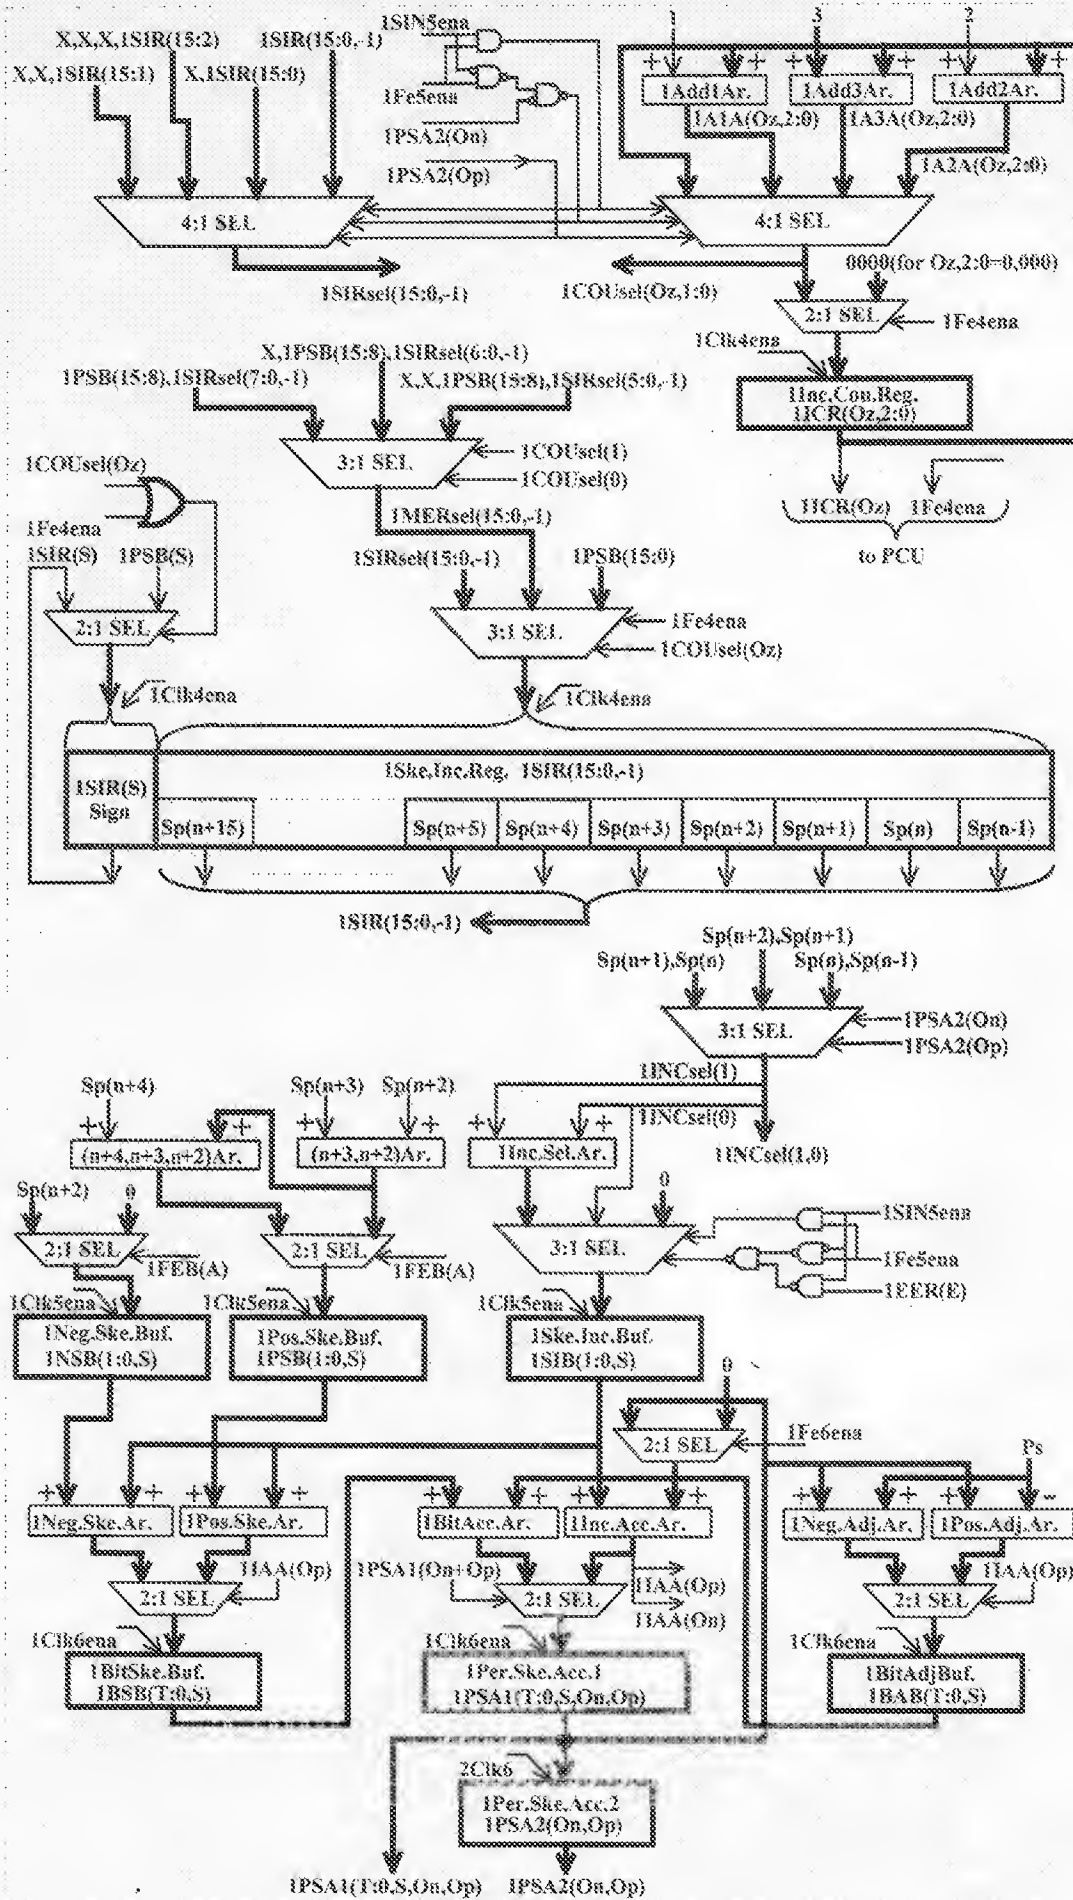 1SIN5ena
1 3 2
X,X,X,1SIR(15:2) 1SIR(15:0,-1)
X,X,1SIR(15:1) X,1SIR(15:0)
1Fe5ena
+ + + + + +
1Add1Ar. 1Add3Ar. 1Add2Ar.
1A1A(Oz,2:0) 1A3A(Oz,2:0)
1PSA2(On)
1A2A(Oz,2:0)
1PSA2(Op)
4:1 SEL 4:1 SEL
0000(for Oz,2:0=0,000)
1SIRsel(15:0,-1) 1COUsel(Oz,1:0)
2:1 SEL
1Fe4ena
1Clk4ena
X,1PSB(15:8),1SIRsel(6:0,-1)
1PSB(15:8),1SIRsel(7:0,-1) X,X,1PSB(15:8),1SIRsel(5:0,-1)
1Inc.Cou.Reg.
1ICR(Oz,2:0)
3:1 SEL
1COUsel(1)
1COUsel(0)
1COUsel(Oz)
1MERsel(15:0,-1)
1ICR(Oz) 1Fe4ena
to PCU
1Fe4ena
1SIR(S) 1PSB(S)
1SIRsel(15:0,-1) 1PSB(15:0)
2:1 SEL
3:1 SEL
1Fe4ena
1COUsel(Oz)
1Clk4ena 1Clk4ena
1SIR(S)
Sign
1Ske.Inc.Reg. 1SIR(15:0,-1)
Sp(n+15) Sp(n+5) Sp(n+4) Sp(n+3) Sp(n+2) Sp(n+1) Sp(n) Sp(n-1)
1SIR(15:0,-1)
Sp(n+2),Sp(n+1)
Sp(n+1),Sp(n) Sp(n),Sp(n-1)
3:1 SEL
1PSA2(On)
1PSA2(Op)
1INCsel(1)
1INCsel(0)
1INCsel(1,0)
Sp(n+4) Sp(n+3) Sp(n+2)
+ + + + + +
(n+4,n+3,n+2)Ar. (n+3,n+2)Ar. 1Inc.Sel.Ar.
Sp(n+2) 0 0
1SIN5ena
2:1 SEL 2:1 SEL 3:1 SEL
1FEB(A) 1FEB(A)
1Fe5ena
1EER(E)
1Clk5ena 1Clk5ena 1Clk5ena
1Neg.Ske.Buf.
1NSB(1:0,S)
1Pos.Ske.Buf.
1PSB(1:0,S)
1Ske.Inc.Buf.
1SIB(1:0,S)
0
2:1 SEL
1Fe6ena
Ps
+ + + + + + + + + + + -
1Neg.Ske.Ar. 1Pos.Ske.Ar. 1BitAcc.Ar. 1Inc.Acc.Ar. 1Neg.Adj.Ar. 1Pos.Adj.Ar.
1IAA(Op) 1PSA1(On+Op) 1IAA(Op) 1IAA(Op)
2:1 SEL 2:1 SEL 2:1 SEL
1IAA(On)
1Clk6ena 1Clk6ena 1Clk6ena
1BitSke.Buf.
1BSB(T:0,S)
1Per.Ske.Acc.1
1PSA1(T:0,S,On,Op)
1BitAdjBuf.
1BAB(T:0,S)
2Clk6
1Per.Ske.Acc.2
1PSA2(On,Op)
1PSA1(T:0,S,On,Op) 1PSA2(On,Op)